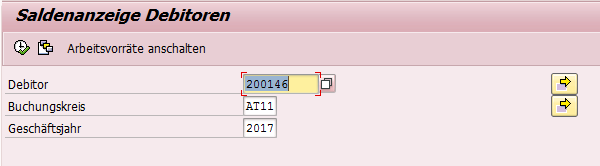 Saldenanzeige Debitoren
Arbeitsvorräte anschalten
Debitor 200146
Buchungskreis AT11
Geschäftsjahr 2017